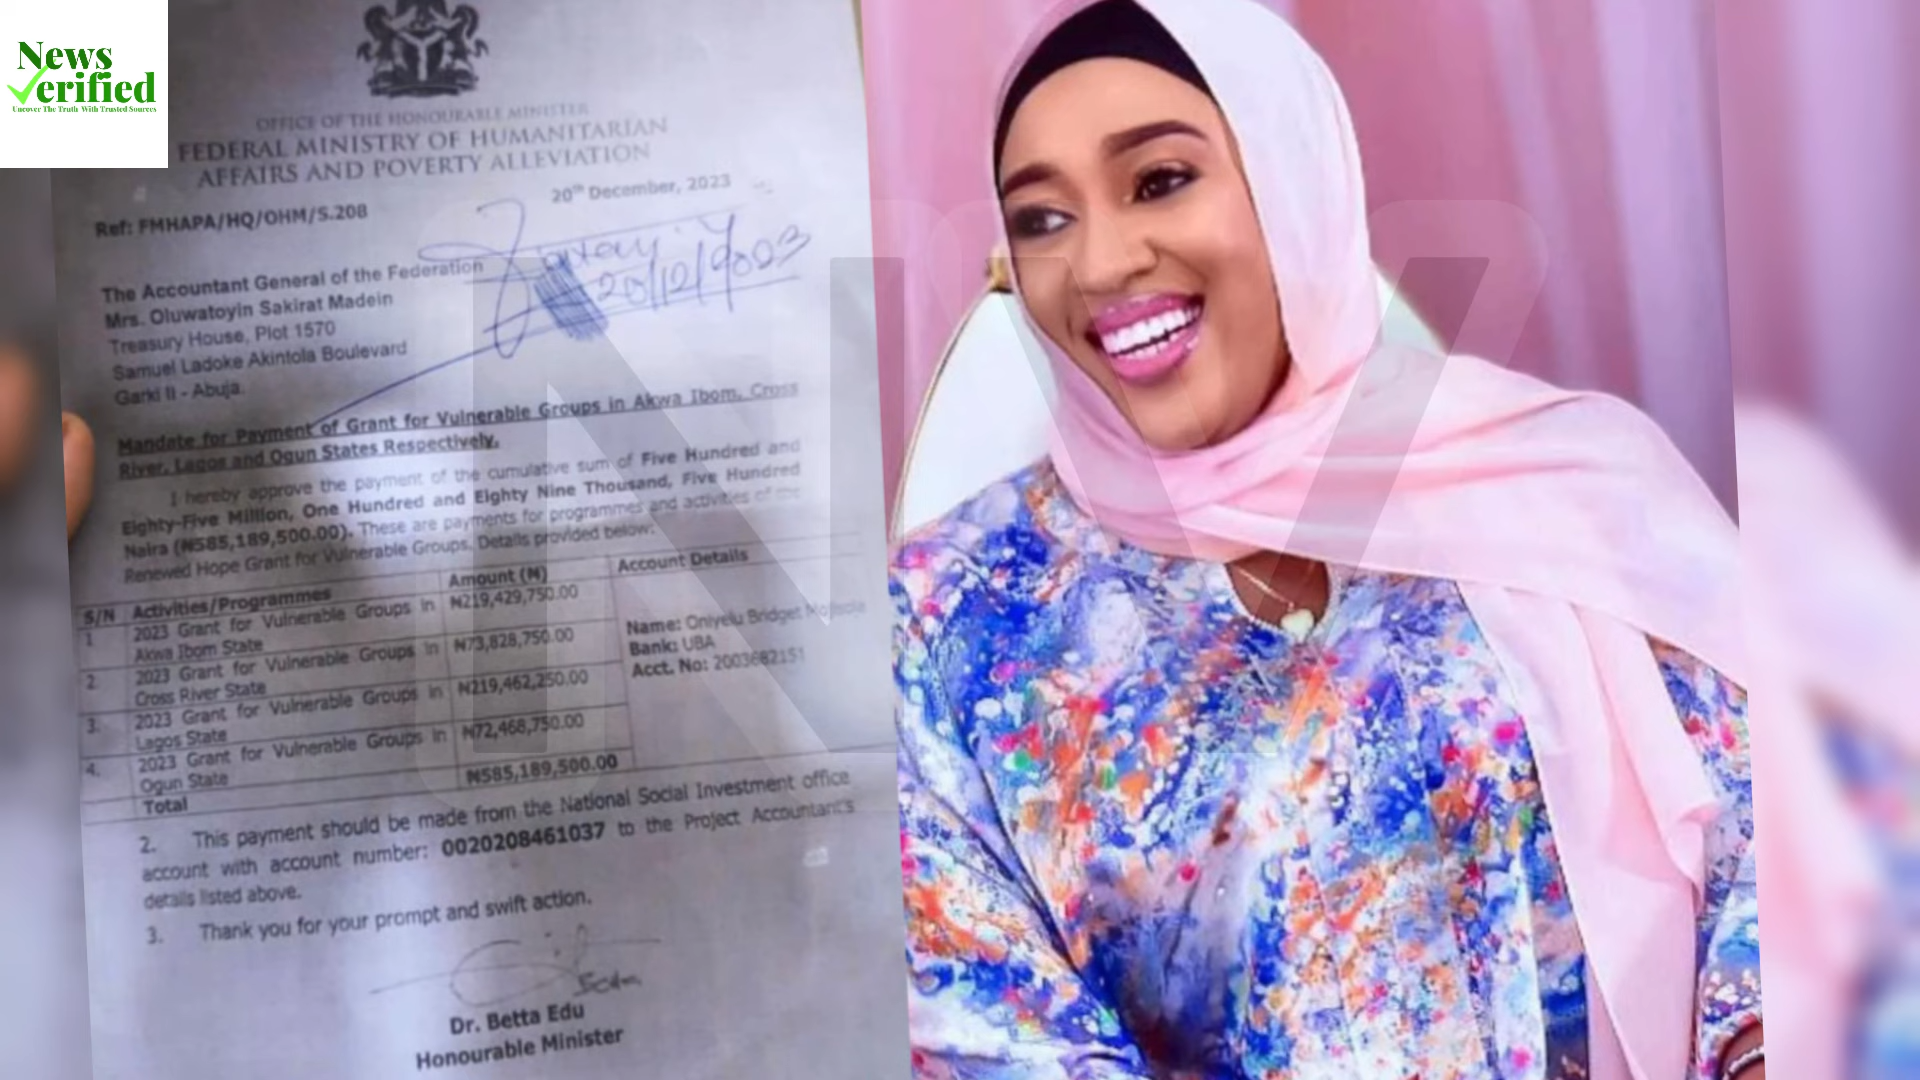 News
Verified
Uncover The Truth With Trusted Sources
OFFICE OF THE HONOURABLE MINISTER
FEDERAL MINISTRY OF HUMANITARIAN
AFFAIRS AND POVERTY ALLEVIATION
20th December, 2023
Ref: FMHAPA/HQ/OHM/S.208
20/12/2023
The Accountant General of the Federation
Mrs. Oluwatoyin Sakirat Madein
Treasury House, Plot 1570
Samuel Ladoke Akintola Boulevard
Garki II - Abuja.
Mandate for Payment of Grant for Vulnerable Groups in Akwa Ibom, Cross
River, Lagos and Ogun States Respectively.
I hereby approve the payment of the cumulative sum of Five Hundred and
Eighty-Five Million, One Hundred and Eighty Nine Thousand, Five Hundred
Naira (₦585,189,500.00). These are payments for programmes and activities of the
Renewed Hope Grant for Vulnerable Groups. Details provided below:
S/N Activities/Programmes Amount (₦) Account Details
1 2023 Grant for Vulnerable Groups in ₦219,429,750.00
Akwa Ibom State
2. 2023 Grant for Vulnerable Groups in ₦73,828,750.00
Cross River State
3. 2023 Grant for Vulnerable Groups in ₦219,462,250.00
Lagos State
4. 2023 Grant for Vulnerable Groups in ₦72,468,750.00
Ogun State
Total ₦585,189,500.00
Name: Oniyelu Bridget Mojisola
Bank: UBA
Acct. No: 2003682151
2. This payment should be made from the National Social Investment office
account with account number: 0020208461037 to the Project Accountant's
details listed above.
3. Thank you for your prompt and swift action.
Dr. Betta Edu
Honourable Minister
NV